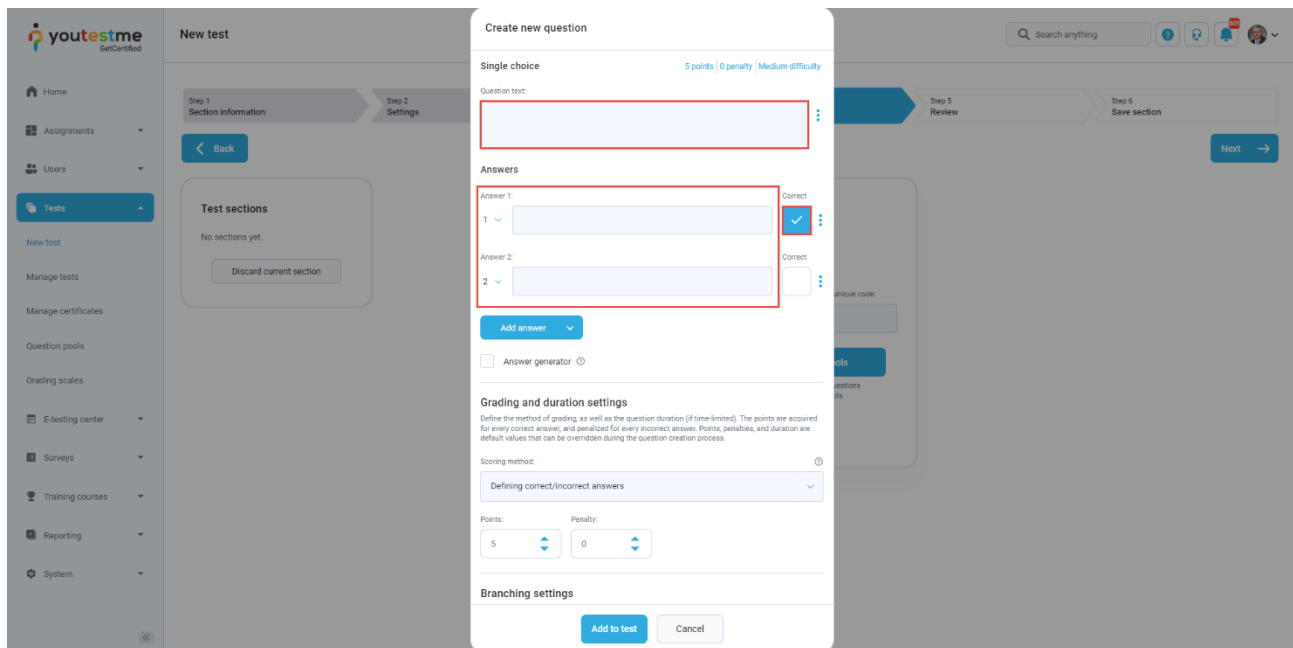 youtestme
GetCertified
New test
Search anything
505
Home
Assignments
Users
Tests
New test
Manage tests
Manage certificates
Question pools
Grading scales
E-testing center
Surveys
Training courses
Reporting
System
Step 1
Section information
Step 2
Settings
Step 5
Review
Step 6
Save section
Back
Next
Test sections
No sections yet.
Discard current section
Create new question
Single choice
5 points 0 penalty Medium difficulty
Question text:
Answers
Answer 1:
Correct
1
Answer 2:
Correct
2
Add answer
Answer generator
Grading and duration settings
Define the method of grading, as well as the question duration (if time-limited). The points are acquired
for every correct answer, and penalized for every incorrect answer. Points, penalties, and duration are
default values that can be overridden during the question creation process.
Scoring method:
Defining correct/incorrect answers
Points:
Penalty:
5
0
Branching settings
Add to test
Cancel
unique code: